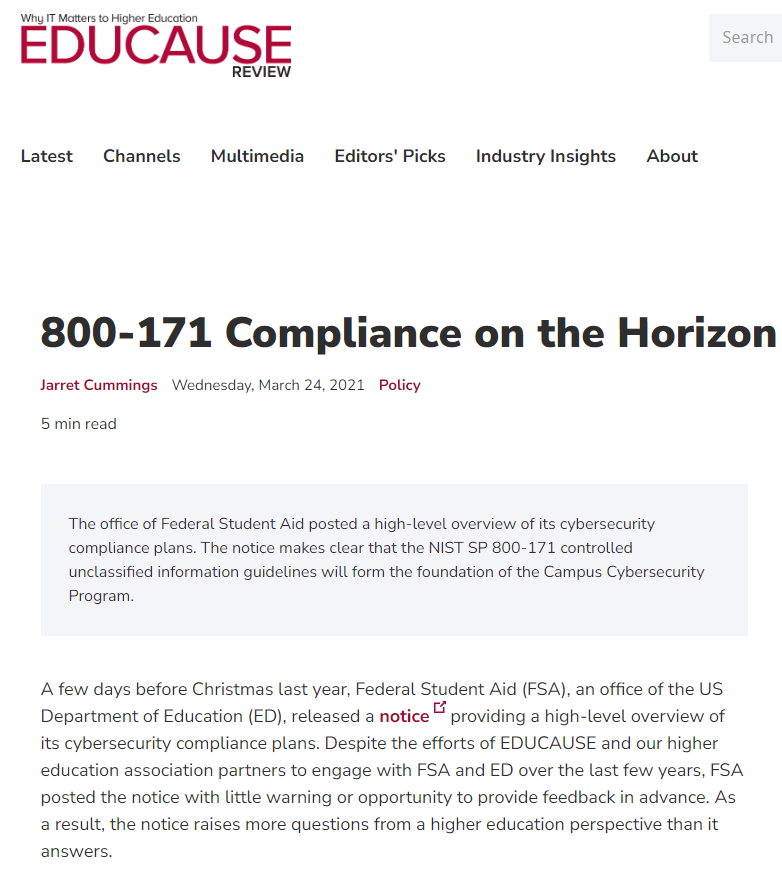 Why IT Matters to Higher Education
EDUCAUSE
REVIEW
Search
Latest Channels Multimedia Editors' Picks Industry Insights About
800-171 Compliance on the Horizon
Jarret Cummings Wednesday, March 24, 2021 Policy
5 min read
The office of Federal Student Aid posted a high-level overview of its cybersecurity
compliance plans. The notice makes clear that the NIST SP 800-171 controlled
unclassified information guidelines will form the foundation of the Campus Cybersecurity
Program.
A few days before Christmas last year, Federal Student Aid (FSA), an office of the US
Department of Education (ED), released a notice providing a high-level overview of
its cybersecurity compliance plans. Despite the efforts of EDUCAUSE and our higher
education association partners to engage with FSA and ED over the last few years, FSA
posted the notice with little warning or opportunity to provide feedback in advance. As
a result, the notice raises more questions from a higher education perspective than it
answers.